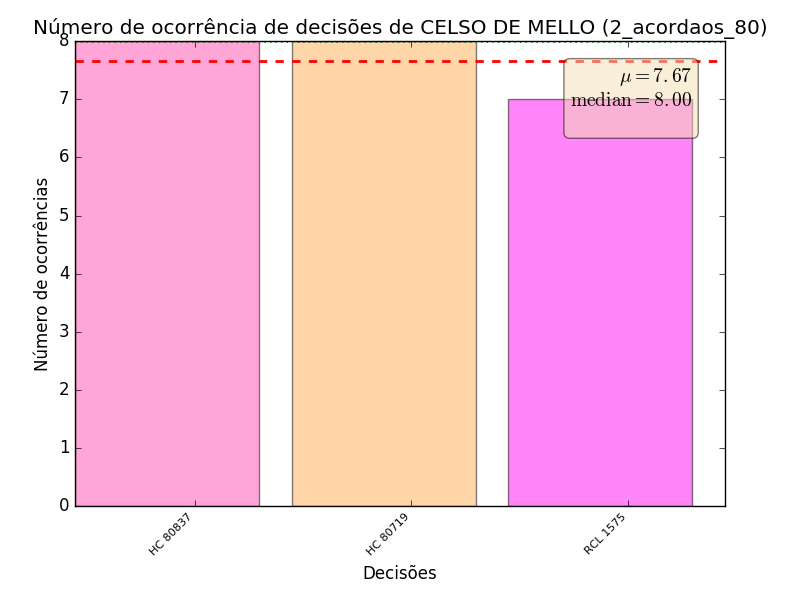 Número de ocorrência de decisões de CELSO DE MELLO (2_acordaos_80)
8
7
6
5
4
3
2
1
0
Número de ocorrências
μ = 7.67
median = 8.00
HC 80837
HC 80719
RCL 1575
Decisões